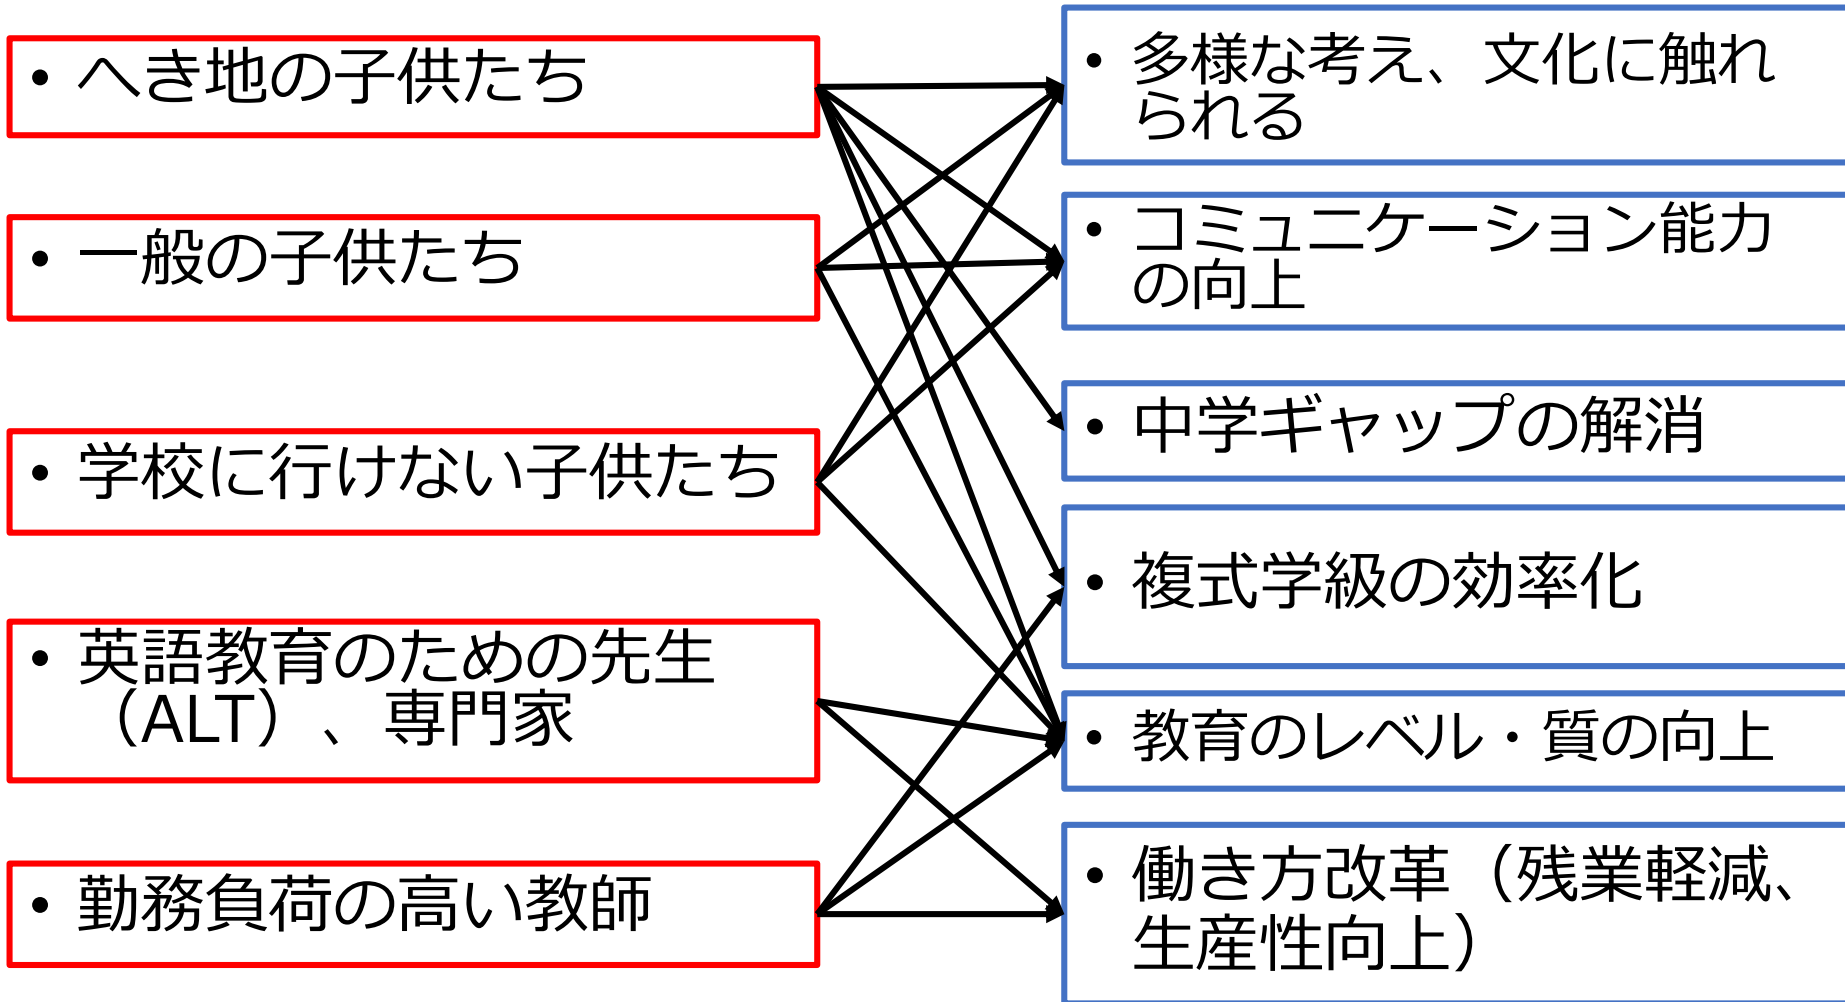 • へき地の子供たち
• 一般の子供たち
• 学校に行けない子供たち
• 英語教育のための先生
（ALT）、専門家
• 勤務負荷の高い教師
• 多様な考え、文化に触れ
られる
• コミュニケーション能力
の向上
• 中学ギャップの解消
• 複式学級の効率化
• 教育のレベル・質の向上
• 働き方改革（残業軽減、
生産性向上）